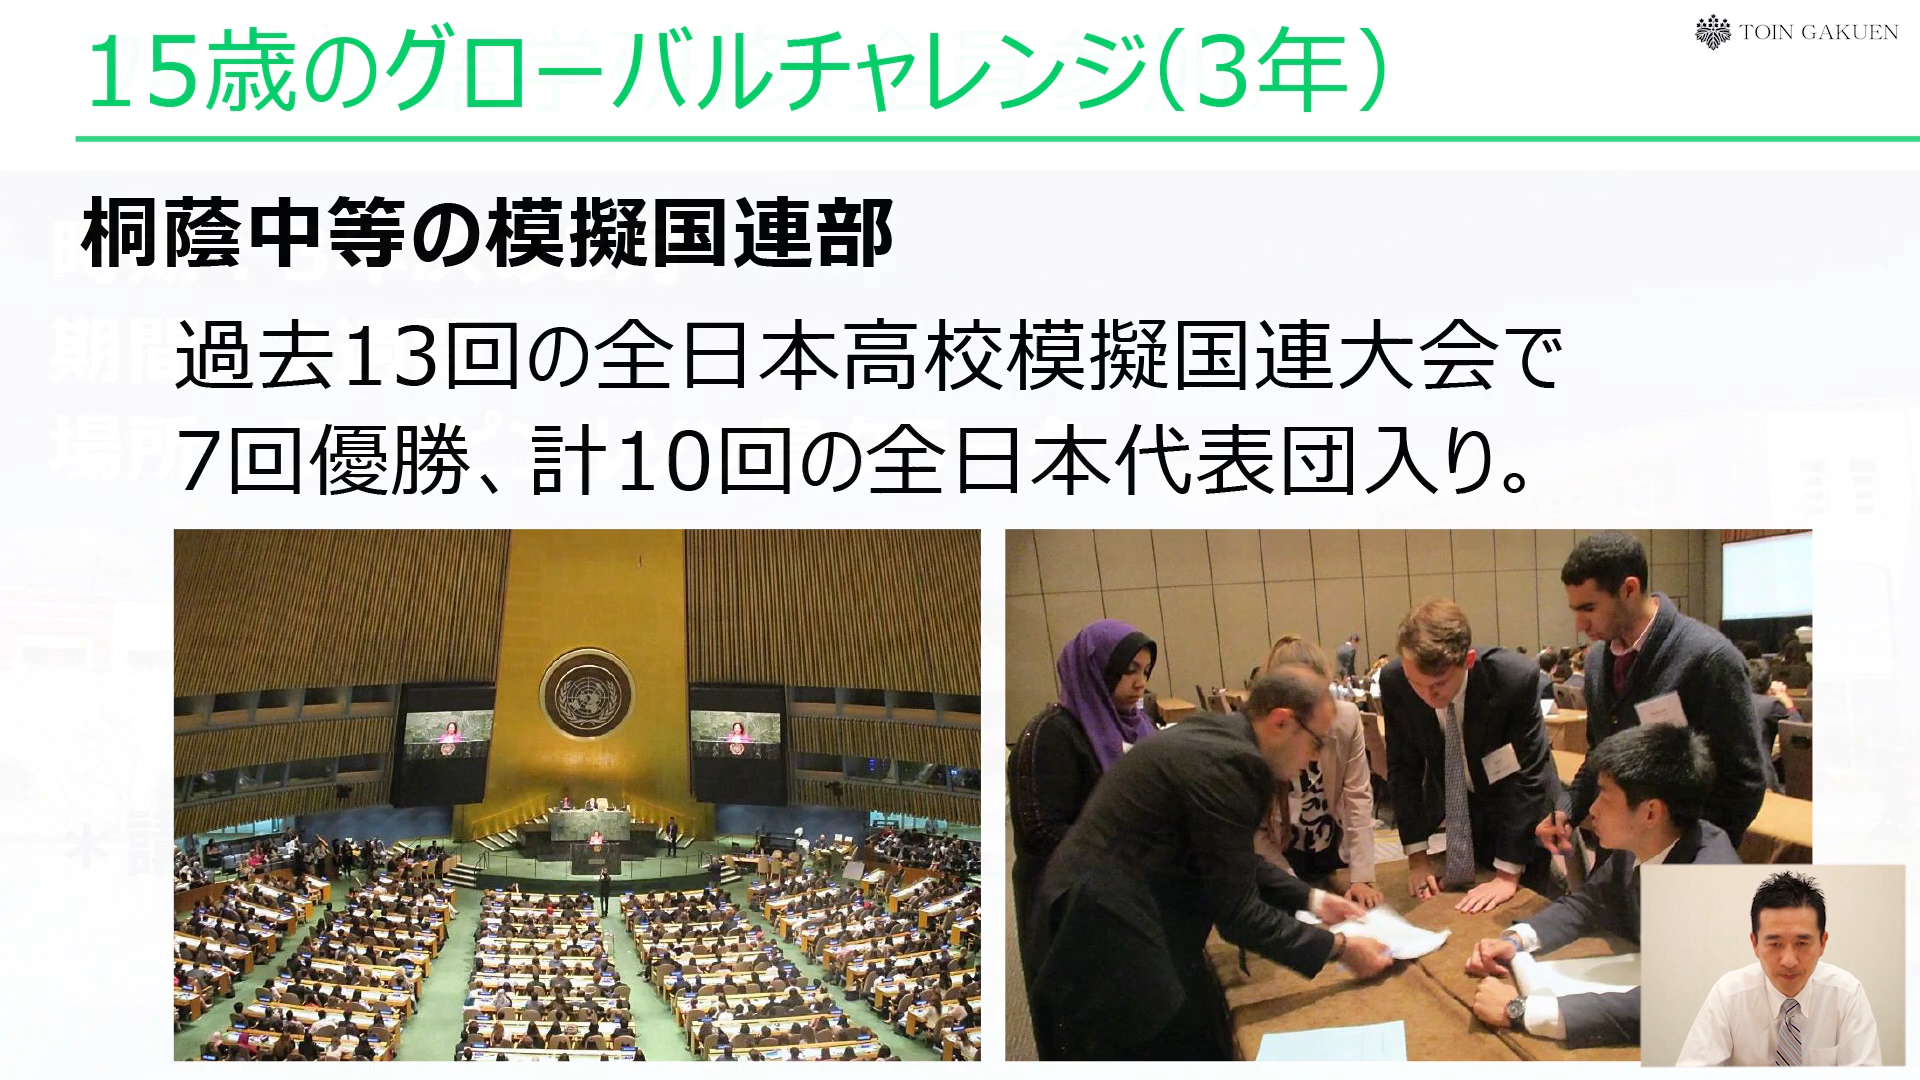 15歳のグローバルチャレンジ(3年)
TOIN GAKUEN
桐蔭中等の模擬国連部
過去13回の全日本高校模擬国連大会で
7回優勝、計10回の全日本代表団入り。